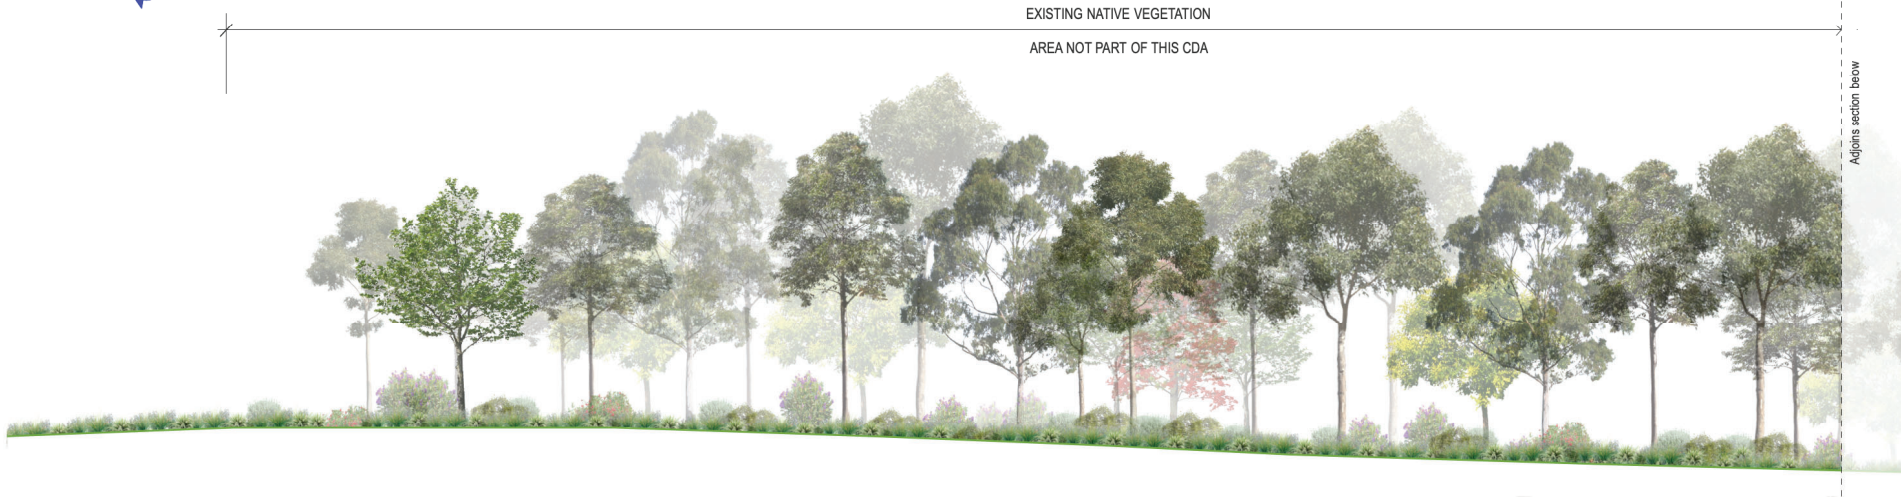 EXISTING NATIVE VEGETATION
AREA NOT PART OF THIS CDA
Adjoins section beow